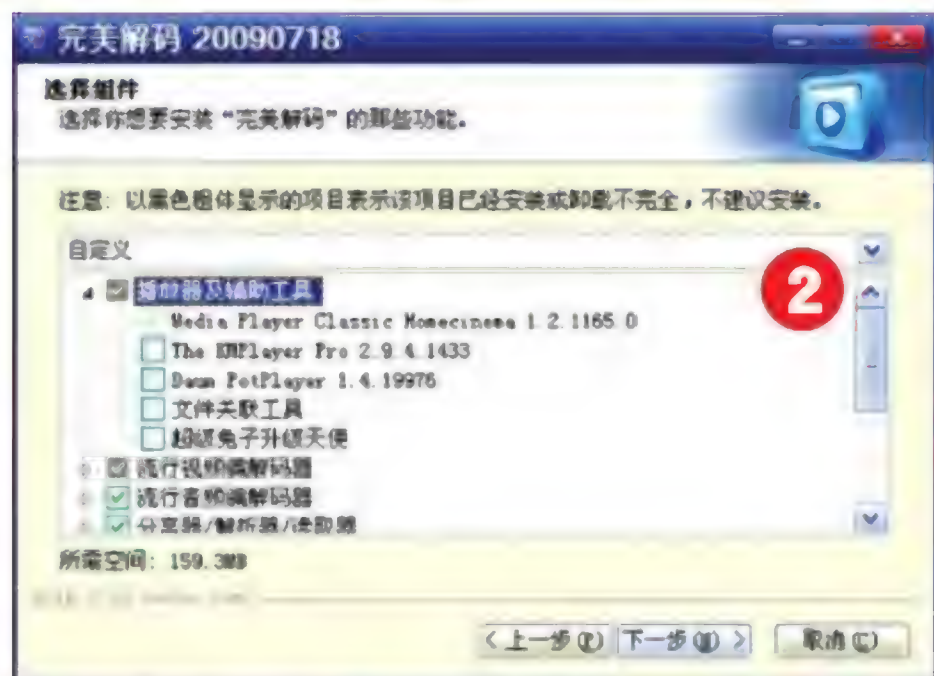 完美解码 20090718
选择组件
选择你想要安装“完美解码”的那些功能。
注意: 以黑色粗体显示的项目表示该项目已经安装或卸载不完全，不建议安装。
自定义
2
播放器及辅助工具
Media Player Classic Homecinema 1.2.1165.0
The KMPlayer Pro 2.9.4.1433
Daum PotPlayer 1.4.19976
文件关联工具
超级兔子升级天使
流行视频编解码器
流行音频编解码器
分离器/解析器/读取器
所需空间: 159.3MB
< 上一步(P)
下一步(N) >
取消(C)